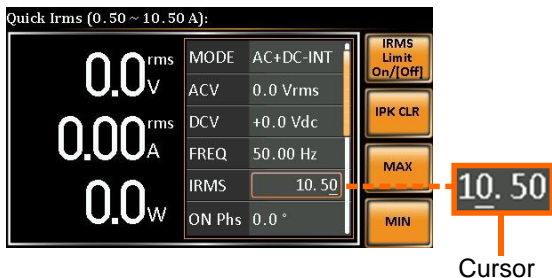 Quick Irms (0.50 ~ 10.50 A):
0.0 rms V
0.00 rms A
0.0 W
MODE AC+DC-INT
ACV 0.0 Vrms
DCV +0.0 Vdc
FREQ 50.00 Hz
IRMS 10.50
ON Phs 0.0 °
IRMS
Limit
On/[Off]
IPK CLR
MAX
MIN
10.50
Cursor